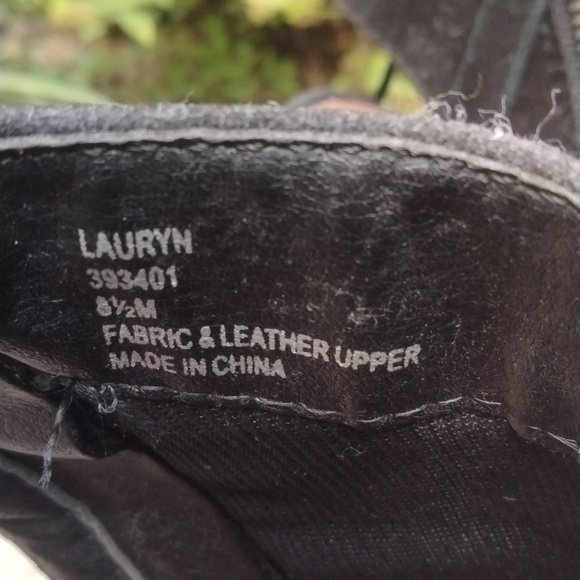 LAURYN
393401
8½M
FABRIC & LEATHER UPPER
MADE IN CHINA